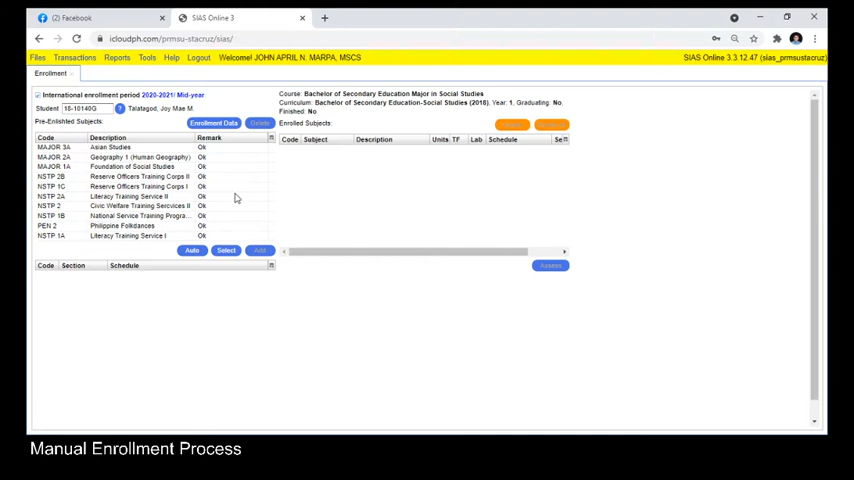 (2) Facebook
SIAS Online 3
icloudph.com/prmsu-stacruz/sias/
Files Transactions Reports Tools Help Logout Welcome! JOHN APRIL N. MARPA, MSCS SIAS Online 3.3.12.47 (sias_prmsustacruz)
Enrollment
International enrollment period 2020-2021/ Mid-year
Student 18-10140G ? Talatagod, Joy Mae M.
Pre-Enlishted Subjects: Enrollment Data Delete
Code Description Remark
MAJOR 3A Asian Studies Ok
MAJOR 2A Geography 1 (Human Geography) Ok
MAJOR 1A Foundation of Social Studies Ok
NSTP 2B Reserve Officers Training Corps II Ok
NSTP 1C Reserve Officers Training Corps I Ok
NSTP 2A Literacy Training Service II Ok
NSTP 2 Civic Welfare Training Sercvices II Ok
NSTP 1B National Service Training Progra... Ok
PEN 2 Philippine Folkdances Ok
NSTP 1A Literacy Training Service I Ok
Auto Select Add
Code Section Schedule
Course: Bachelor of Secondary Education Major in Social Studies
Curriculum: Bachelor of Secondary Education-Social Studies (2018), Year: 1, Graduating: No,
Finished: No
Enrolled Subjects:
Code Subject Description Units TF Lab Schedule Se
Assess
Manual Enrollment Process